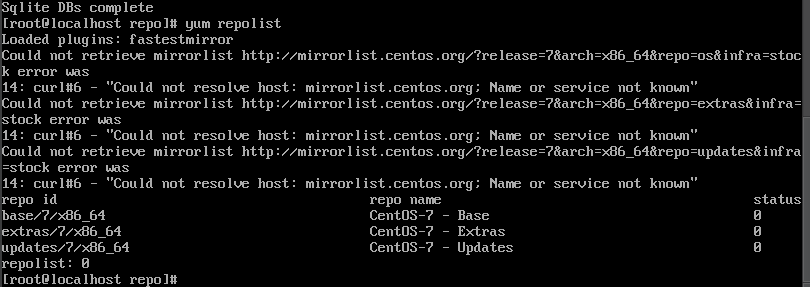 Sqlite DBs complete
[root@localhost repo]# yum repolist
Loaded plugins: fastestmirror
Could not retrieve mirrorlist http://mirrorlist.centos.org/?release=7&arch=x86_64&repo=os&infra=stoc
k error was
14: curl#6 - "Could not resolve host: mirrorlist.centos.org; Name or service not known"
Could not retrieve mirrorlist http://mirrorlist.centos.org/?release=7&arch=x86_64&repo=extras&infra=
stock error was
14: curl#6 - "Could not resolve host: mirrorlist.centos.org; Name or service not known"
Could not retrieve mirrorlist http://mirrorlist.centos.org/?release=7&arch=x86_64&repo=updates&infra
=stock error was
14: curl#6 - "Could not resolve host: mirrorlist.centos.org; Name or service not known"
repo id repo name status
base/7/x86_64 CentOS-7 - Base 0
extras/7/x86_64 CentOS-7 - Extras 0
updates/7/x86_64 CentOS-7 - Updates 0
repolist: 0
[root@localhost repo]#